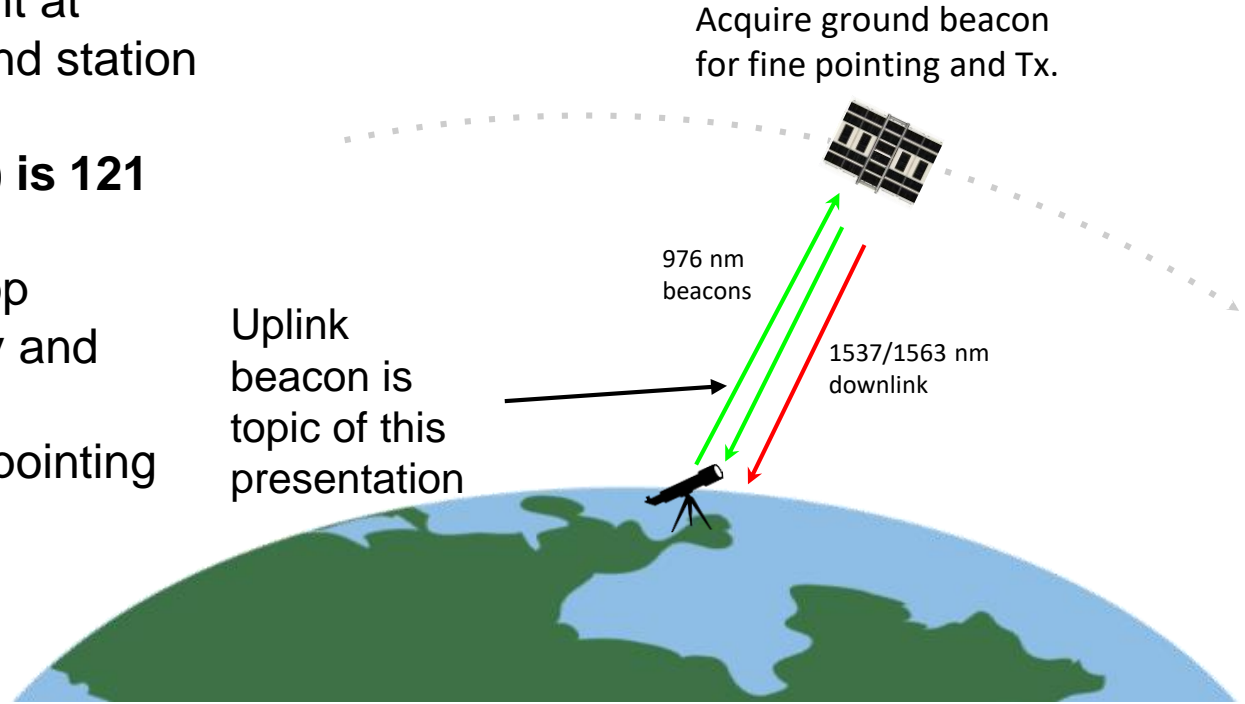 nd station
is 121
and
pointing
Acquire ground beacon
for fine pointing and Tx.
976 nm
beacons
1537/1563 nm
downlink
Uplink
beacon is
topic of this
presentation